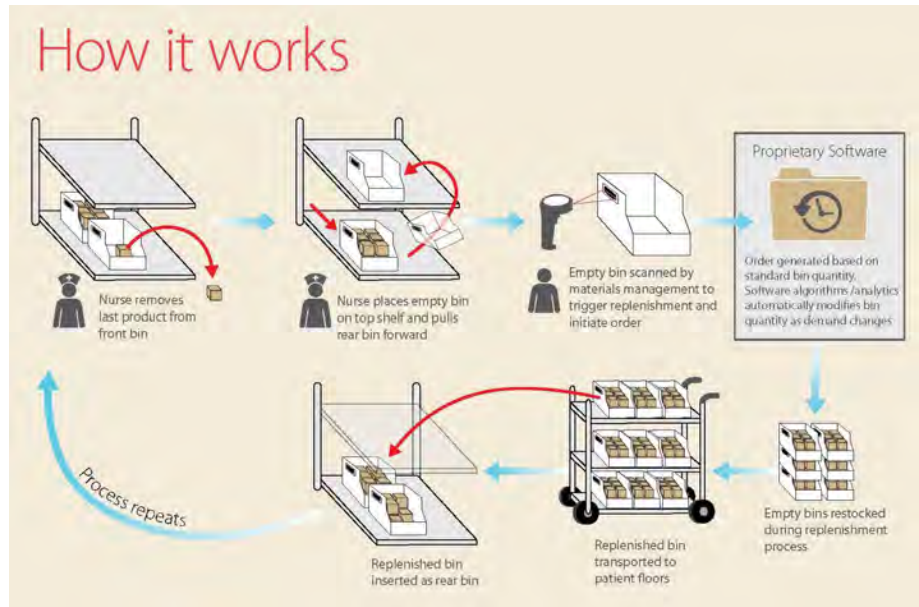 How it works
Nurse removes
last product from
front bin
Nurse places empty bin
on top shelf and pulls
rear bin forward
Empty bin scanned by
materials management to
trigger replenishment and
initiate order
Proprietary Software
Order generated based on
standard bin quantity.
Software algorithms /analytics
automatically modifies bin
quantity as demand changes
Empty bins restocked
during replenishment
process
Replenished bin
transported to
patient floors
Replenished bin
inserted as rear bin
Process repeats